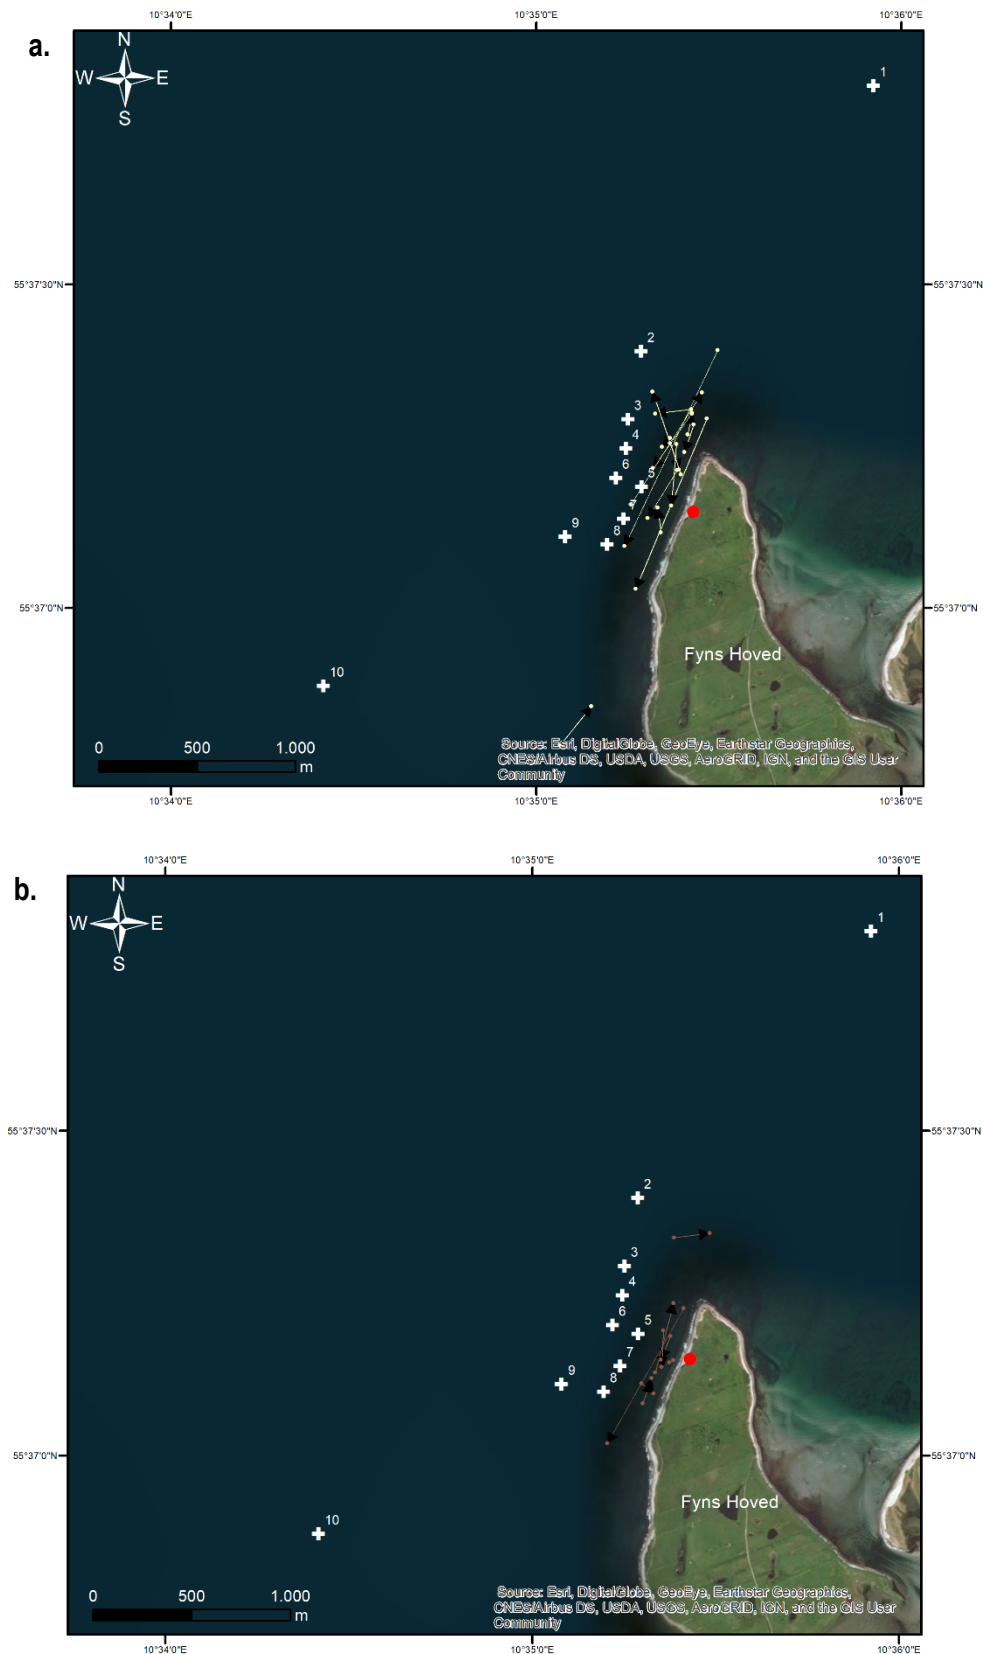 a.
10°34'0"E
10°35'0"E
10°36'0"E
N
W E
S
1
55°37'30"N
55°37'30"N
2
3
4
6
5
7
9
8
55°37'0"N
55°37'0"N
Fyns Hoved
10
0 500 1.000
m
Source: Esri, DigitalGlobe, GeoEye, Earthstar Geographics,
CNES/Airbus DS, USDA, USGS, AeroGRID, IGN, and the GIS User
Community
10°34'0"E
10°35'0"E
10°36'0"E
b.
10°34'0"E
10°35'0"E
10°36'0"E
N
W E
S
1
55°37'30"N
55°37'30"N
2
3
4
6
5
7
9
8
55°37'0"N
55°37'0"N
Fyns Hoved
10
0 500 1.000
m
Source: Esri, DigitalGlobe, GeoEye, Earthstar Geographics,
CNES/Airbus DS, USDA, USGS, AeroGRID, IGN, and the GIS User
Community
10°34'0"E
10°35'0"E
10°36'0"E